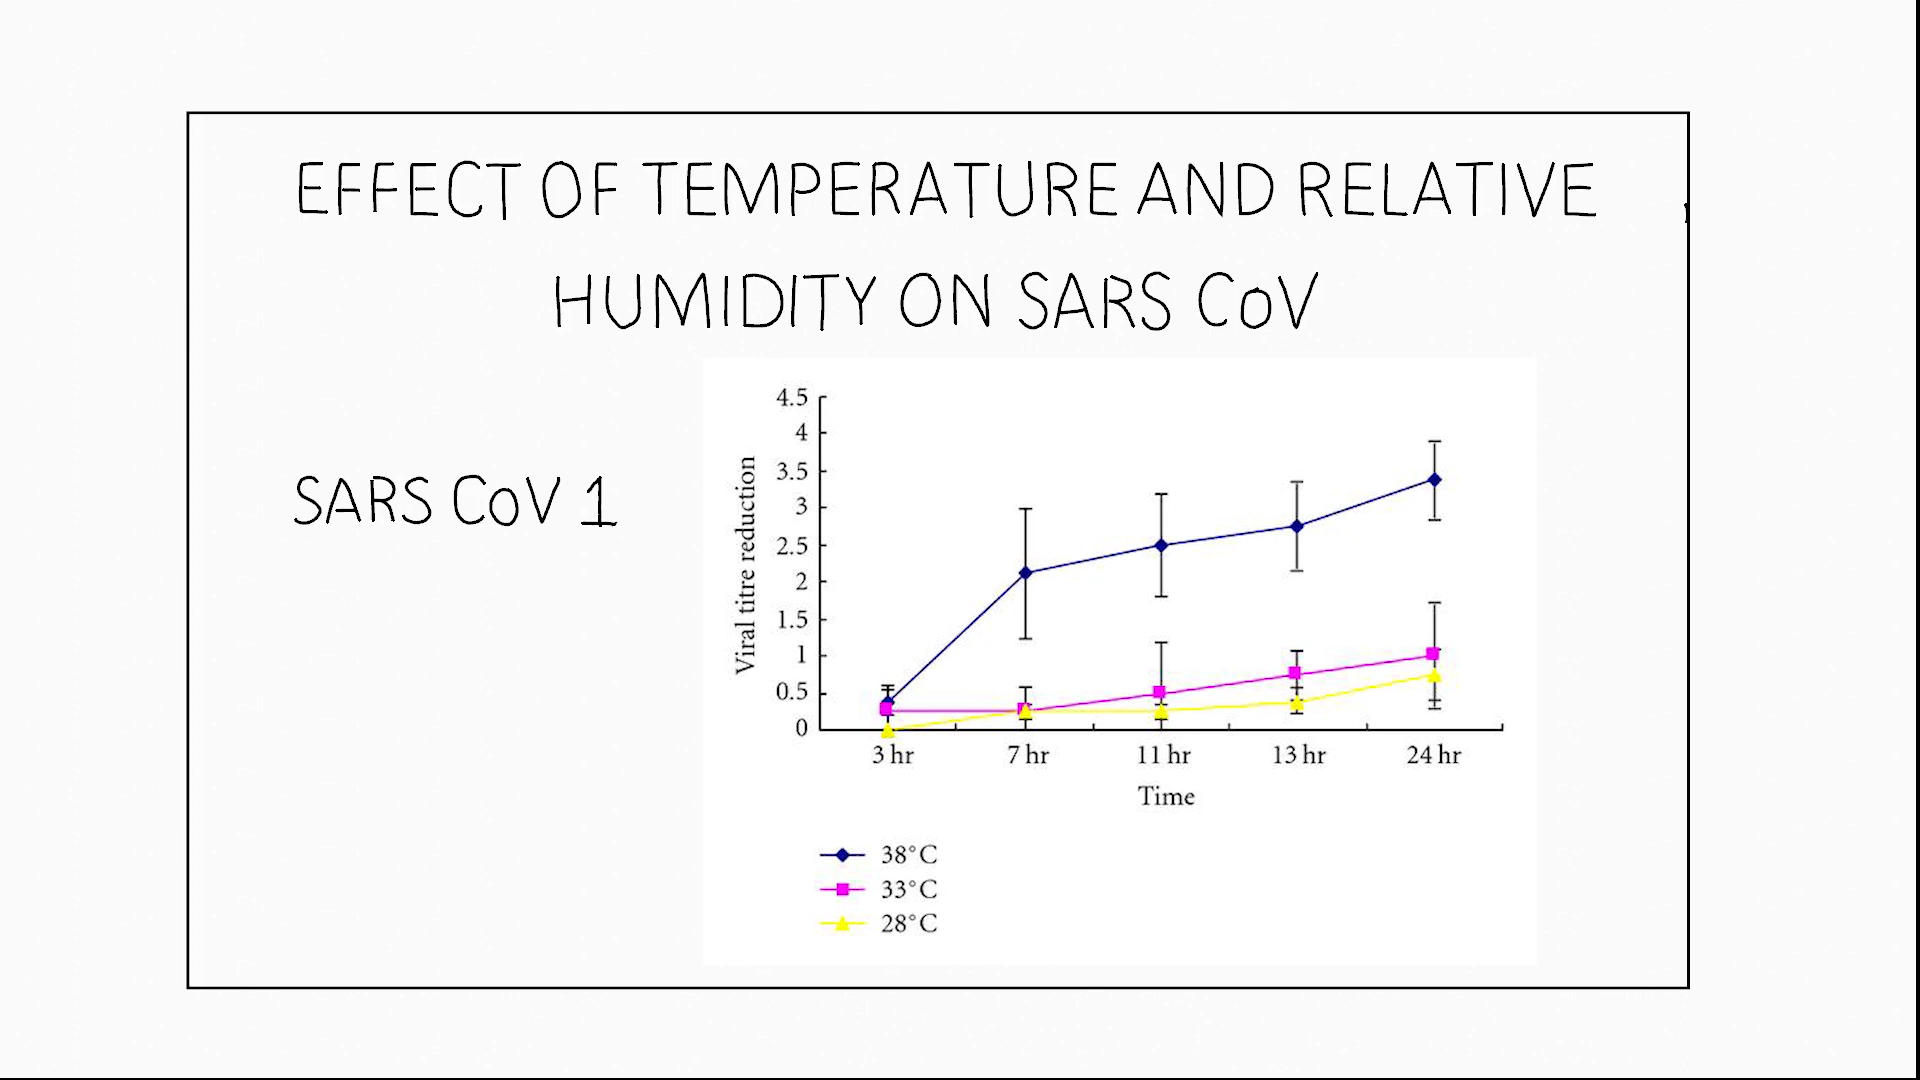 EFFECT OF TEMPERATURE AND RELATIVE
HUMIDITY ON SARS CoV
SARS CoV 1
Viral titre reduction
4.5
4
3.5
3
2.5
2
1.5
1
0.5
0
3 hr 7 hr 11 hr 13 hr 24 hr
Time
38°C
33°C
28°C